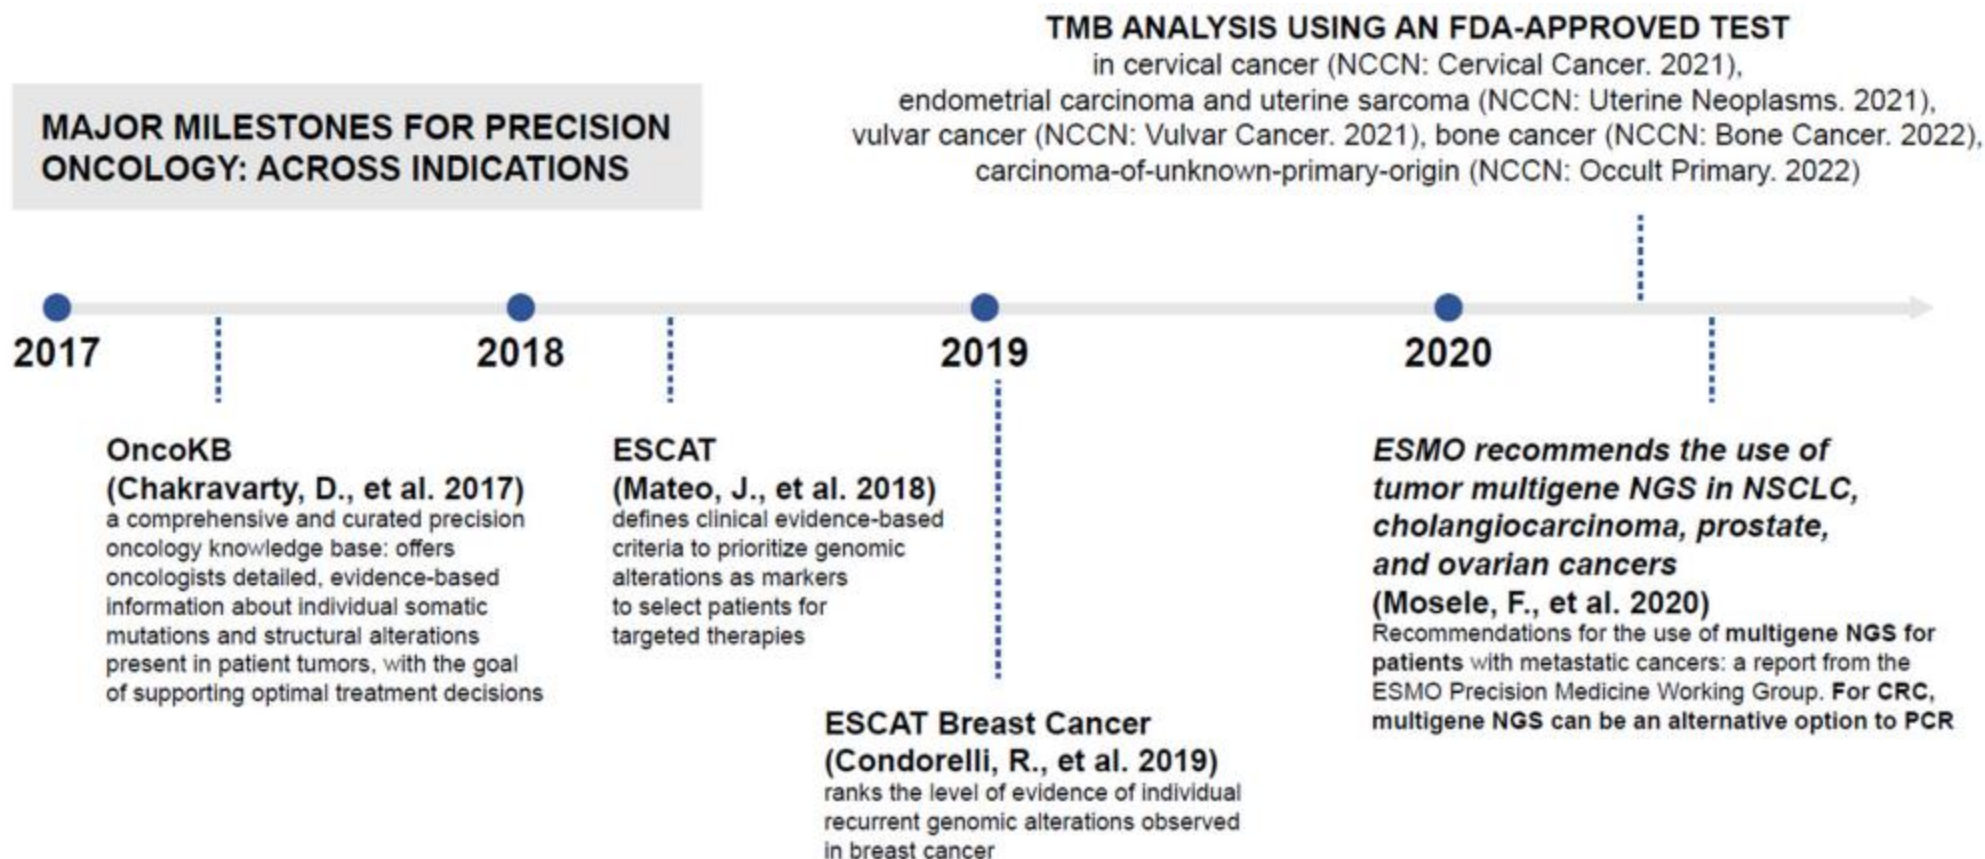 TMB ANALYSIS USING AN FDA-APPROVED TEST
in cervical cancer (NCCN: Cervical Cancer. 2021),
endometrial carcinoma and uterine sarcoma (NCCN: Uterine Neoplasms. 2021),
vulvar cancer (NCCN: Vulvar Cancer. 2021), bone cancer (NCCN: Bone Cancer. 2022),
carcinoma-of-unknown-primary-origin (NCCN: Occult Primary. 2022)
MAJOR MILESTONES FOR PRECISION
ONCOLOGY: ACROSS INDICATIONS
2017
2018
2019
2020
OncoKB
(Chakravarty, D., et al. 2017)
a comprehensive and curated precision
oncology knowledge base: offers
oncologists detailed, evidence-based
information about individual somatic
mutations and structural alterations
present in patient tumors, with the goal
of supporting optimal treatment decisions
ESCAT
(Mateo, J., et al. 2018)
defines clinical evidence-based
criteria to prioritize genomic
alterations as markers
to select patients for
targeted therapies
ESCAT Breast Cancer
(Condorelli, R., et al. 2019)
ranks the level of evidence of individual
recurrent genomic alterations observed
in breast cancer
ESMO recommends the use of
tumor multigene NGS in NSCLC,
cholangiocarcinoma, prostate,
and ovarian cancers
(Mosele, F., et al. 2020)
Recommendations for the use of multigene NGS for
patients with metastatic cancers: a report from the
ESMO Precision Medicine Working Group. For CRC,
multigene NGS can be an alternative option to PCR